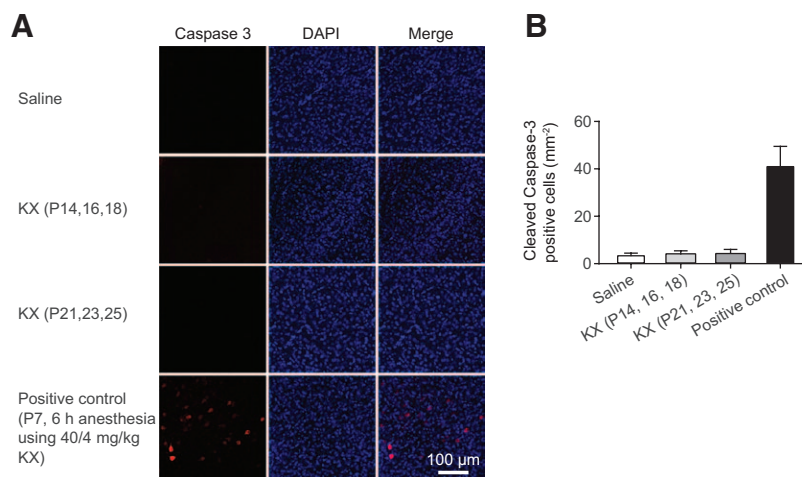 A
Caspase 3 DAPI Merge
Saline
KX (P14,16,18)
KX (P21,23,25)
Positive control
(P7, 6 h anesthesia
using 40/4 mg/kg
KX)
100 µm
B
Cleaved Caspase-3
positive cells (mm-2)
60
40
20
0
Saline
KX (P14, 16, 18)
KX (P21, 23, 25)
Positive control